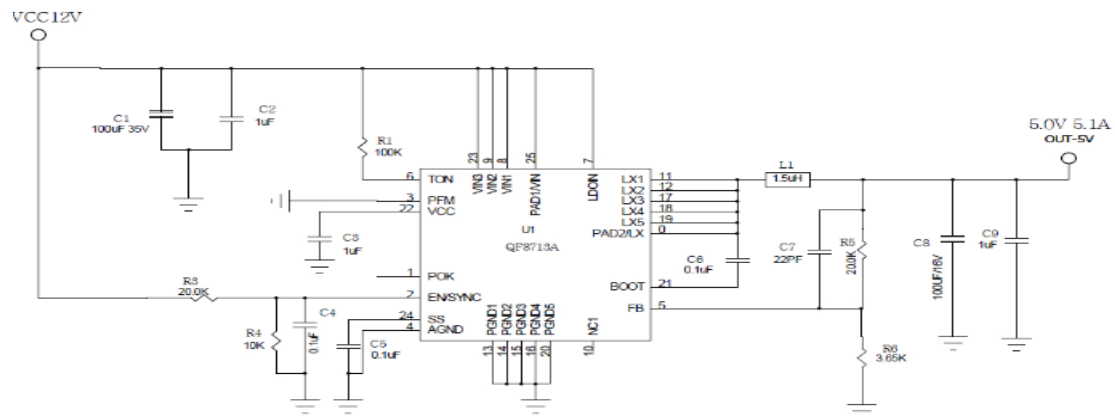 VCC12V
C1
100uF 35V
C2
1uF
R1
100K
23
9
8
25
7
VIN3
VIN2
VIN1
PAD1/VIN
LDOIN
6
TON
3
PFM
22
VCC
C3
1uF
1
POK
R3
20.0K
2
EN/SYNC
R4
10K
C4
0.1uF
24
SS
4
AGND
C5
0.1uF
U1
QF8718A
PGND1
PGND2
PGND3
PGND4
PGND5
NC1
13
14
15
16
20
10
LX1
11
LX2
12
LX3
17
LX4
18
LX5
19
PAD2/LX
0
BOOT
21
FB
5
C6
0.1uF
L1
1.5uH
C7
22PF
R5
20.0K
R6
3.65K
C8
100UF/16V
C9
1uF
5.0V 5.1A
OUT-5V